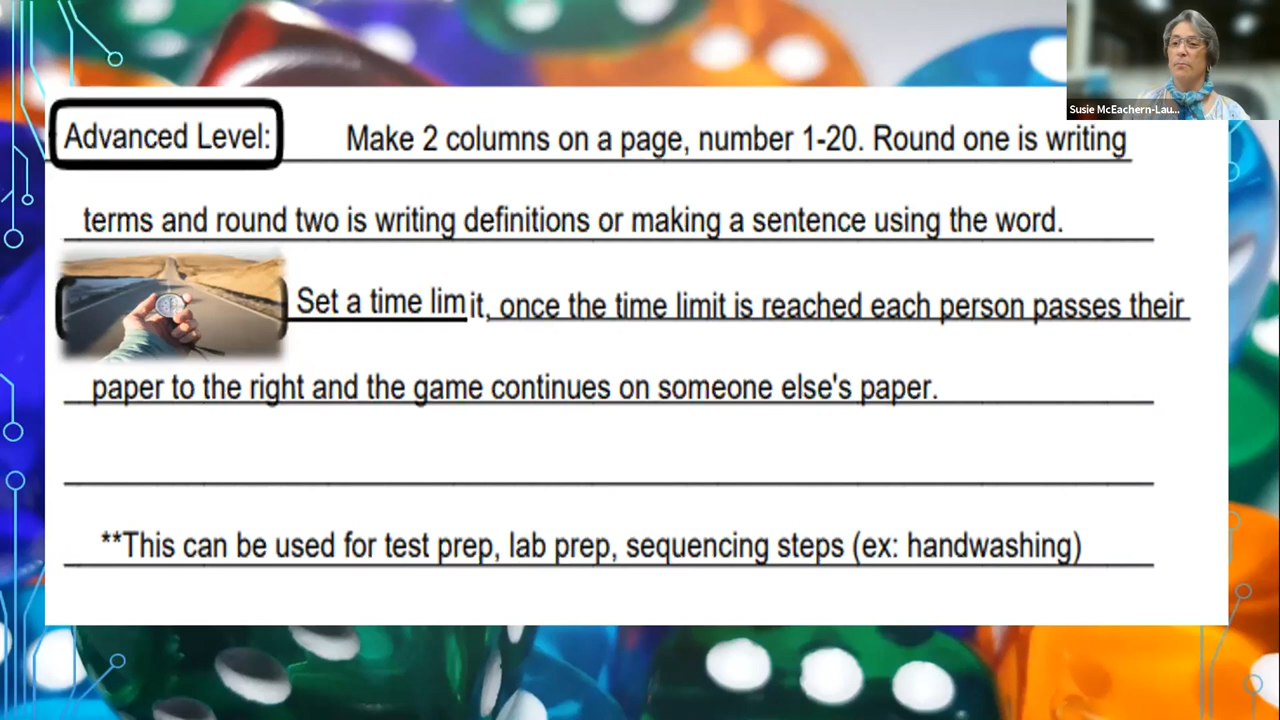 Susie McEachern-Lau...
Advanced Level: Make 2 columns on a page, number 1-20. Round one is writing
terms and round two is writing definitions or making a sentence using the word.
Set a time limit, once the time limit is reached each person passes their
paper to the right and the game continues on someone else's paper.
**This can be used for test prep, lab prep, sequencing steps (ex: handwashing)